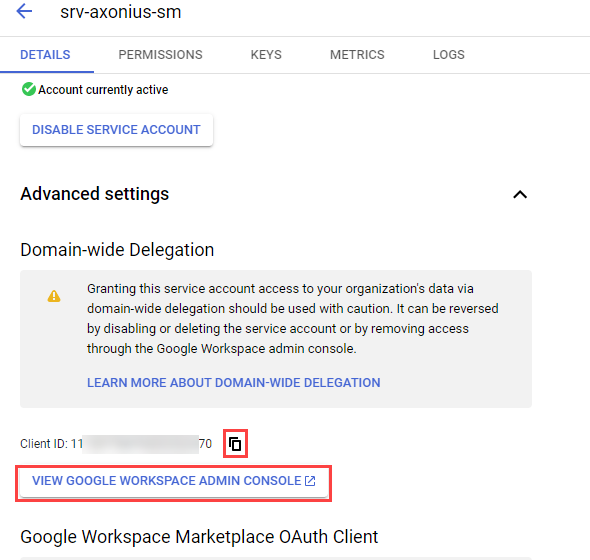 srv-axonius-sm
DETAILS PERMISSIONS KEYS METRICS LOGS
Account currently active
DISABLE SERVICE ACCOUNT
Advanced settings
Domain-wide Delegation
Granting this service account access to your organization's data via
domain-wide delegation should be used with caution. It can be reversed
by disabling or deleting the service account or by removing access
through the Google Workspace admin console.
LEARN MORE ABOUT DOMAIN-WIDE DELEGATION
Client ID: 11 70
VIEW GOOGLE WORKSPACE ADMIN CONSOLE
Google Workspace Marketplace OAuth Client